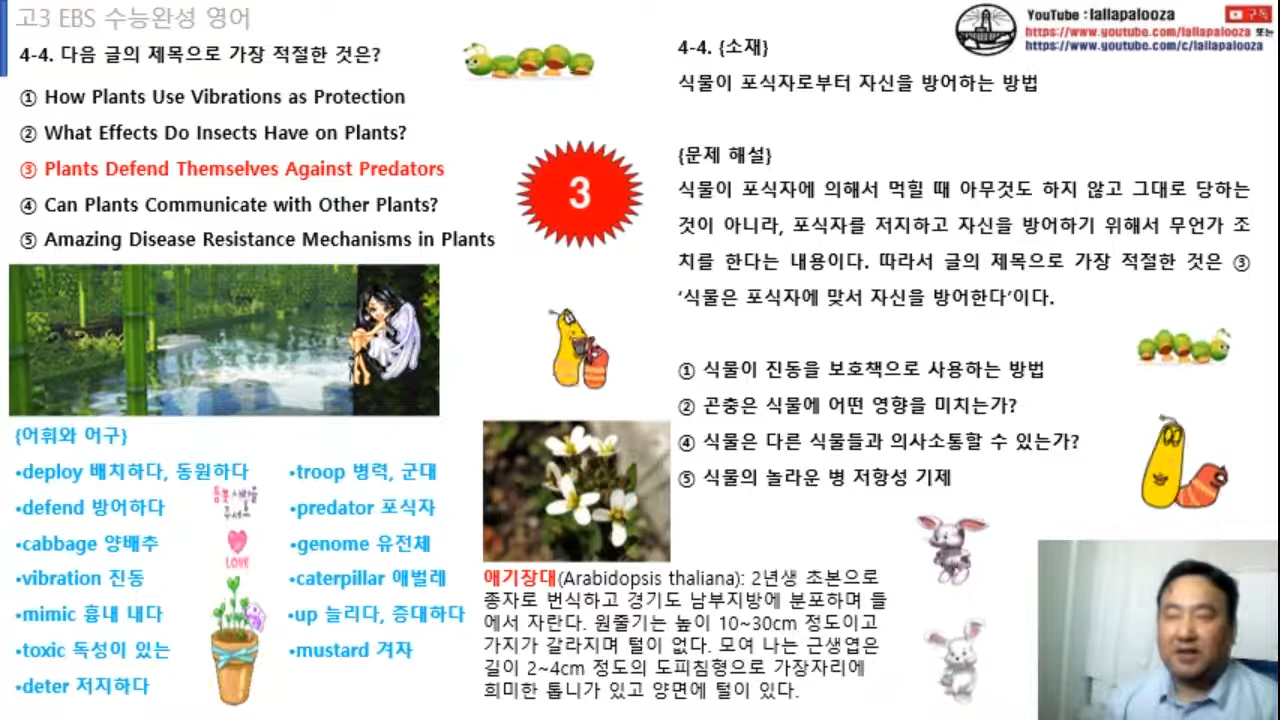 고3 EBS 수능완성 영어
4-4. 다음 글의 제목으로 가장 적절한 것은?
① How Plants Use Vibrations as Protection
② What Effects Do Insects Have on Plants?
③ Plants Defend Themselves Against Predators
④ Can Plants Communicate with Other Plants?
⑤ Amazing Disease Resistance Mechanisms in Plants
3
{어휘와 어구}
•deploy 배치하다, 동원하다
•troop 병력, 군대
•defend 방어하다
•predator 포식자
•cabbage 양배추
•genome 유전체
•vibration 진동
•caterpillar 애벌레
•mimic 흉내 내다
•up 늘리다, 증대하다
•toxic 독성이 있는
•mustard 겨자
•deter 저지하다
LOVE
애기장대(Arabidopsis thaliana): 2년생 초본으로
종자로 번식하고 경기도 남부지방에 분포하며 들
에서 자란다. 원줄기는 높이 10~30cm 정도이고
가지가 갈라지며 털이 없다. 모여 나는 근생엽은
길이 2~4cm 정도의 도피침형으로 가장자리에
희미한 톱니가 있고 양면에 털이 있다.
YouTube : lallapalooza
구독
https://www.youtube.com/lallapalooza 또는
https://www.youtube.com/c/lallapalooza
4-4. {소재}
식물이 포식자로부터 자신을 방어하는 방법
{문제 해설}
식물이 포식자에 의해서 먹힐 때 아무것도 하지 않고 그대로 당하는
것이 아니라, 포식자를 저지하고 자신을 방어하기 위해서 무언가 조
치를 한다는 내용이다. 따라서 글의 제목으로 가장 적절한 것은 ③
‘식물은 포식자에 맞서 자신을 방어한다’이다.
① 식물이 진동을 보호책으로 사용하는 방법
② 곤충은 식물에 어떤 영향을 미치는가?
④ 식물은 다른 식물들과 의사소통할 수 있는가?
⑤ 식물의 놀라운 병 저항성 기제